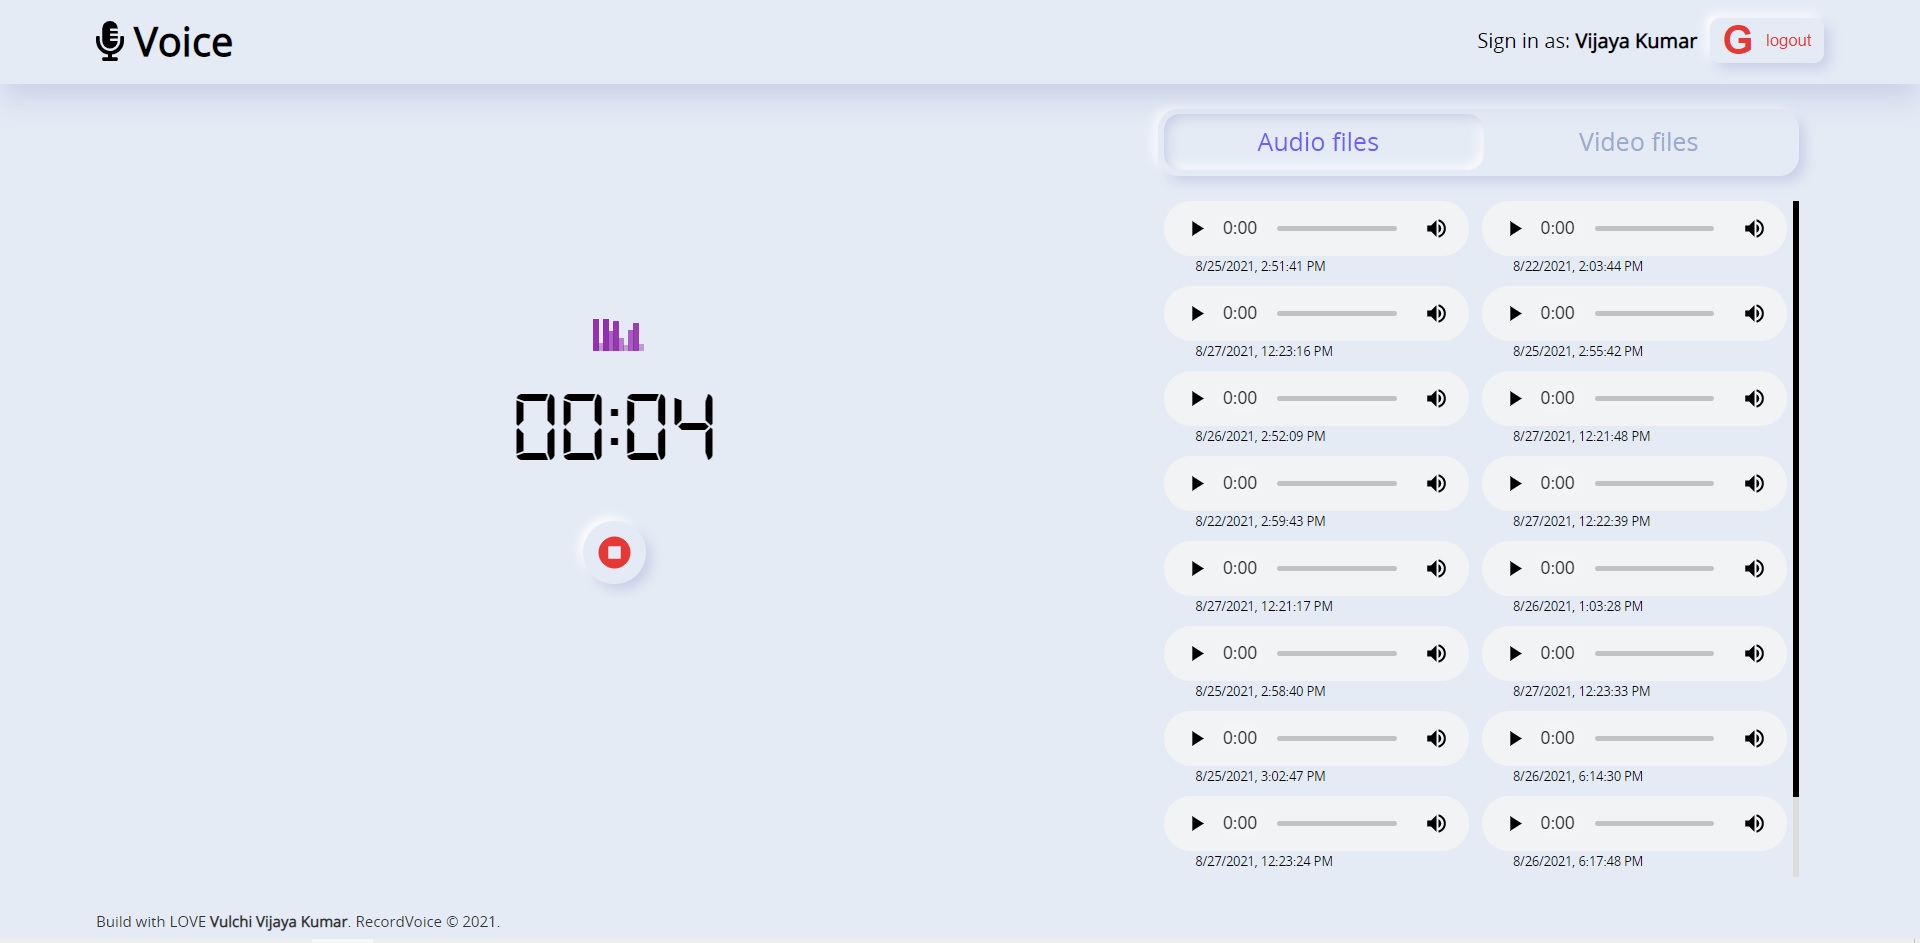 Voice
Sign in as: Vijaya Kumar
G logout
Audio files
Video files
00:04
0:00
0:00
8/25/2021, 2:51:41 PM
8/22/2021, 2:03:44 PM
0:00
0:00
8/27/2021, 12:23:16 PM
8/25/2021, 2:55:42 PM
0:00
0:00
8/26/2021, 2:52:09 PM
8/27/2021, 12:21:48 PM
0:00
0:00
8/22/2021, 2:59:43 PM
8/27/2021, 12:22:39 PM
0:00
0:00
8/27/2021, 12:21:17 PM
8/26/2021, 1:03:28 PM
0:00
0:00
8/25/2021, 2:58:40 PM
8/27/2021, 12:23:33 PM
0:00
0:00
8/25/2021, 3:02:47 PM
8/26/2021, 6:14:30 PM
0:00
0:00
8/27/2021, 12:23:24 PM
8/26/2021, 6:17:48 PM
Build with LOVE Vulchi Vijaya Kumar. RecordVoice © 2021.